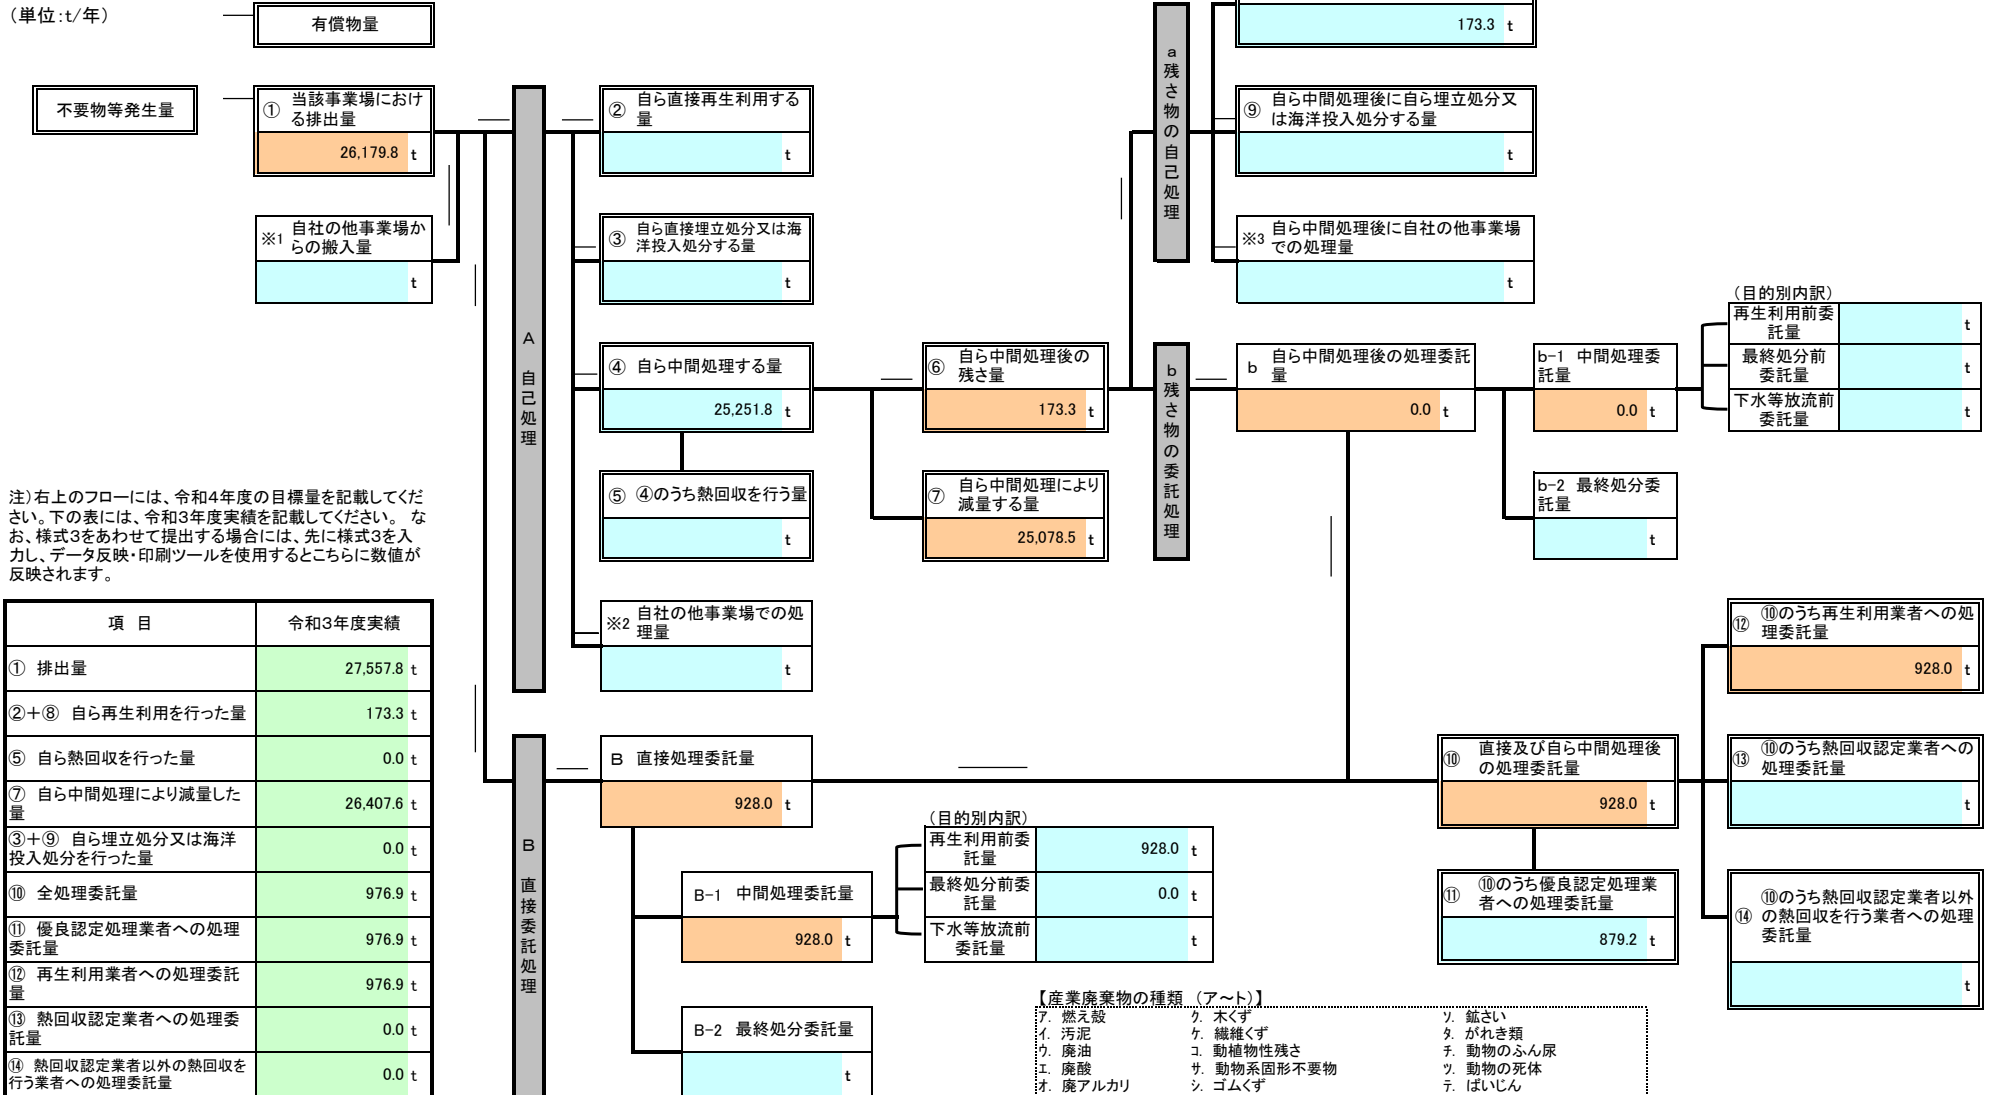 （単位:t/年）
有償物量
173.3 t
不要物等発生量
① 当該事業場におけ
る排出量
26,179.8 t
② 自ら直接再生利用する
量
t
⑨ 自ら中間処理後に自ら埋立処分又
は海洋投入処分する量
t
a 残さ物の自己処理
※1 自社の他事業場か
らの搬入量
t
③ 自ら直接埋立処分又は海
洋投入処分する量
t
※3 自ら中間処理後に自社の他事業場
での処理量
t
A 自己処理
④ 自ら中間処理する量
25,251.8 t
⑥ 自ら中間処理後の
残さ量
173.3 t
b 残さ物の委託処理
b 自ら中間処理後の処理委託
量
0.0 t
b-1 中間処理委
託量
0.0 t
（目的別内訳）
再生利用前委
託量
t
最終処分前
委託量
t
下水等放流前
委託量
t
⑤ ④のうち熱回収を行う量
t
⑦ 自ら中間処理により
減量する量
25,078.5 t
b-2 最終処分委
託量
t
注)右上のフローには、令和4年度の目標量を記載してくだ
さい。下の表には、令和3年度実績を記載してください。 な
お、様式3をあわせて提出する場合には、先に様式3を入
力し、データ反映・印刷ツールを使用するとこちらに数値が
反映されます。
※2 自社の他事業場での処
理量
t
項 目 令和3年度実績
① 排出量 27,557.8 t
②＋⑧ 自ら再生利用を行った量 173.3 t
⑤ 自ら熱回収を行った量 0.0 t
⑦ 自ら中間処理により減量した
量 26,407.6 t
③＋⑨ 自ら埋立処分又は海洋
投入処分を行った量 0.0 t
⑩ 全処理委託量 976.9 t
⑪ 優良認定処理業者への処理
委託量 976.9 t
⑫ 再生利用業者への処理委託
量 976.9 t
⑬ 熱回収認定業者への処理委
託量 0.0 t
⑭ 熱回収認定業者以外の熱回収を
行う業者への処理委託量 0.0 t
B 直接委託処理
B 直接処理委託量
928.0 t
B-1 中間処理委託量
928.0 t
（目的別内訳）
再生利用前委
託量
928.0 t
最終処分前委
託量
0.0 t
下水等放流前
委託量
t
B-2 最終処分委託量
t
⑩ 直接及び自ら中間処理後
の処理委託量
928.0 t
⑪ ⑩のうち優良認定処理業
者への処理委託量
879.2 t
⑫ ⑩のうち再生利用業者への処
理委託量
928.0 t
⑬ ⑩のうち熱回収認定業者への
処理委託量
t
⑭ ⑩のうち熱回収認定業者以外
の熱回収を行う業者への処理
委託量
t
【産業廃棄物の種類 （ア～ト）】
ア. 燃え殻 ク. 木くず ソ. 鉱さい
イ. 汚泥 ケ. 繊維くず タ. がれき類
ウ. 廃油 コ. 動植物性残さ チ. 動物のふん尿
エ. 廃酸 サ. 動物系固形不要物 ツ. 動物の死体
オ. 廃アルカリ シ. ゴムくず テ. ばいじん